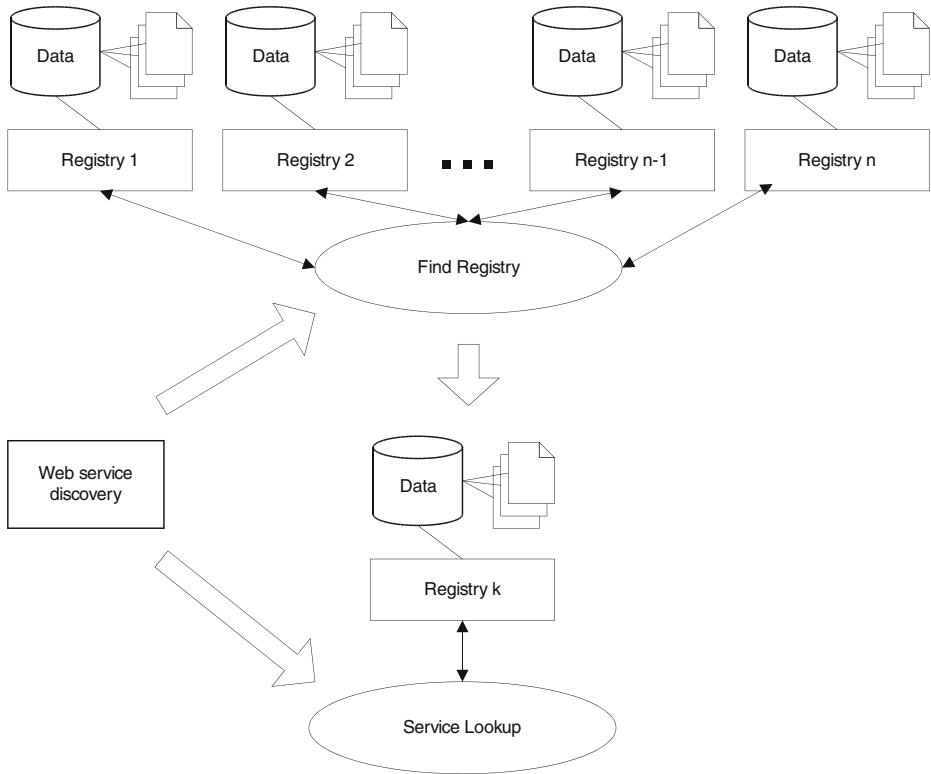 Data
Data
Data
Data
Registry 1
Registry 2
Registry n-1
Registry n
Find Registry
Web service
discovery
Data
Registry k
Service Lookup